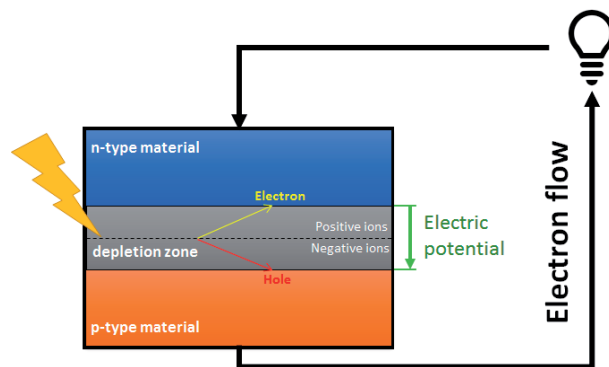 n-type material
Electron
Positive ions
Negative ions
depletion zone
Hole
p-type material
Electric
potential
Electron flow